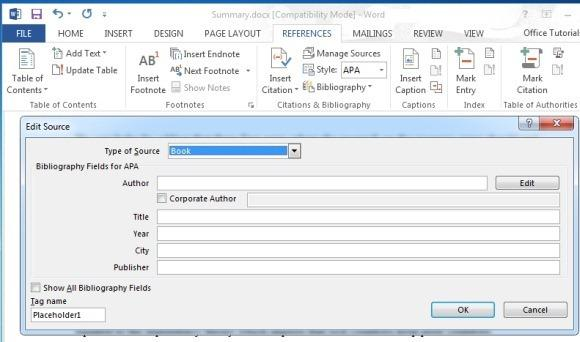 Summary.docx [Compatibility Mode] - Word
FILE HOME INSERT DESIGN PAGE LAYOUT REFERENCES MAILINGS REVIEW VIEW Office Tutorials
Table of Contents
Add Text
Update Table
Table of Contents
AB1
Insert Footnote
Insert Endnote
Next Footnote
Show Notes
Footnotes
Insert Citation
Manage Sources
Style: APA
Bibliography
Citations & Bibliography
Insert Caption
Captions
Mark Entry
Index
Mark Citation
Table of Authorities
Edit Source
Type of Source Book
Bibliography Fields for APA
Author Edit
Corporate Author
Title
Year
City
Publisher
Show All Bibliography Fields
Tag name
Placeholder1
OK Cancel